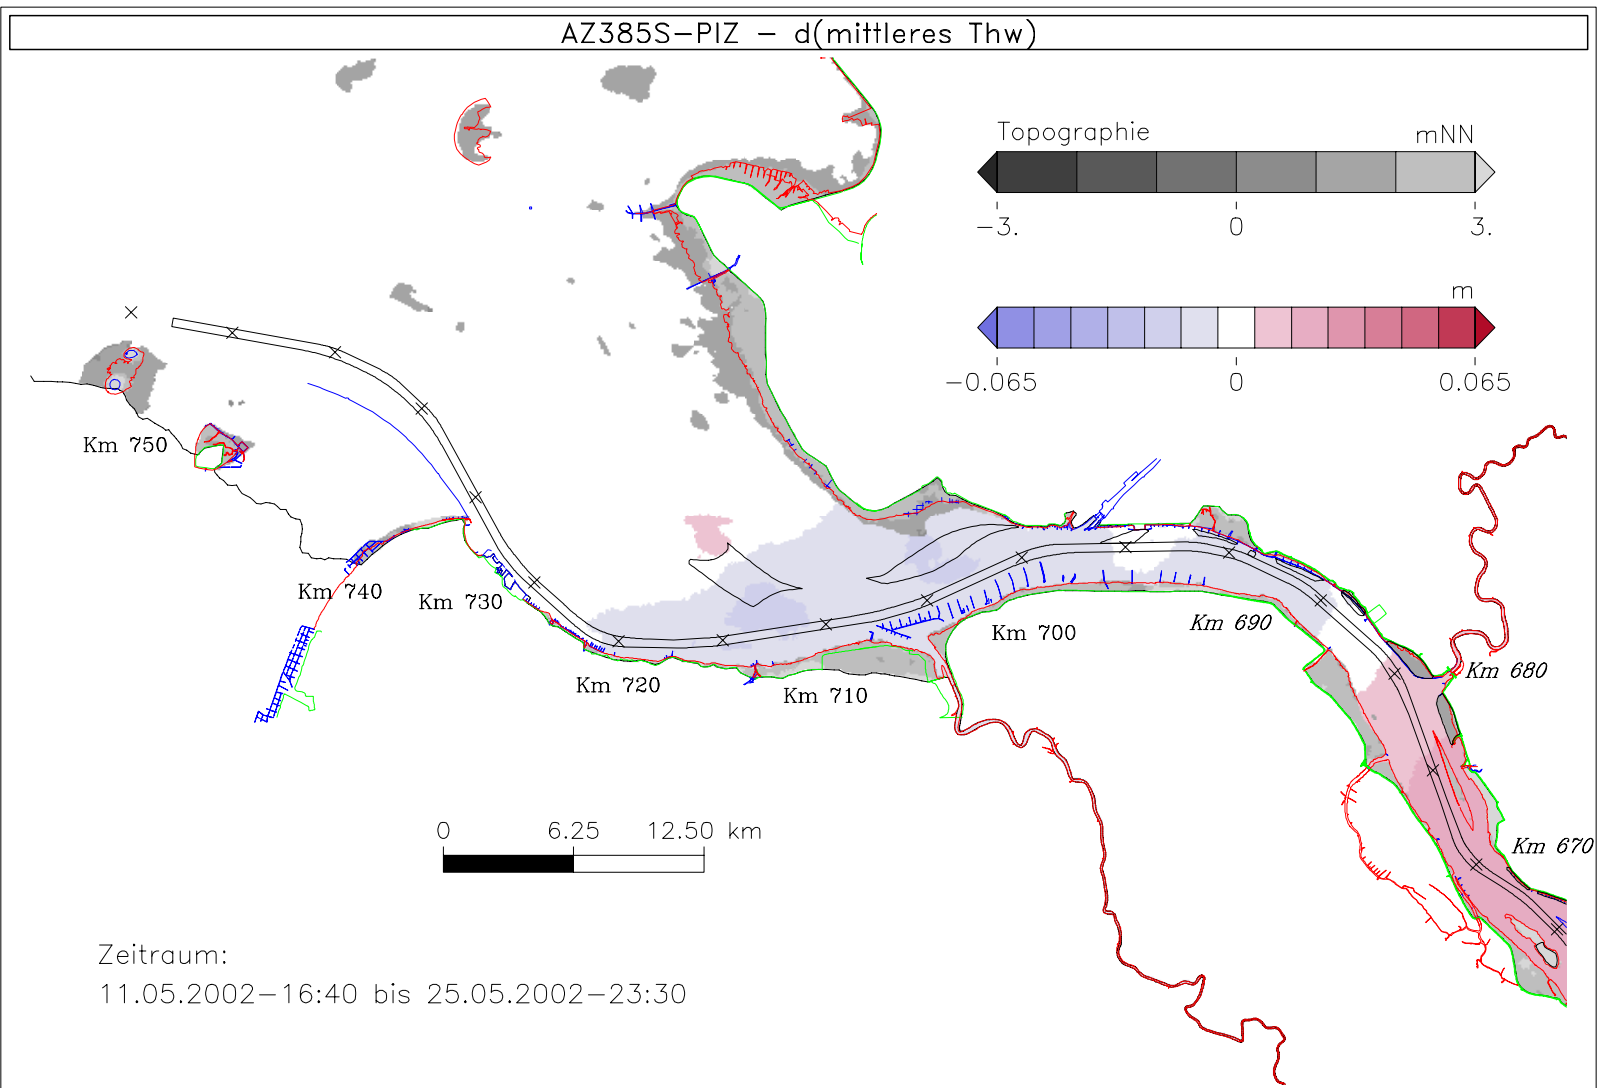 AZ385S-PIZ - d(mittleres Thw)
Topographie mNN
-3. 0 3.
m
-0.065 0 0.065
Km 750
Km 740
Km 730
Km 720
Km 710
Km 700
Km 690
Km 680
Km 670
0 6.25 12.50 km
Zeitraum:
11.05.2002-16:40 bis 25.05.2002-23:30